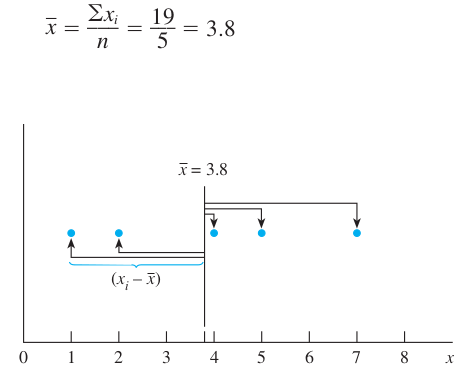 x̄ = Σxᵢ / n = 19 / 5 = 3.8
x̄ = 3.8
(xᵢ – x̄)
0 1 2 3 4 5 6 7 8 x